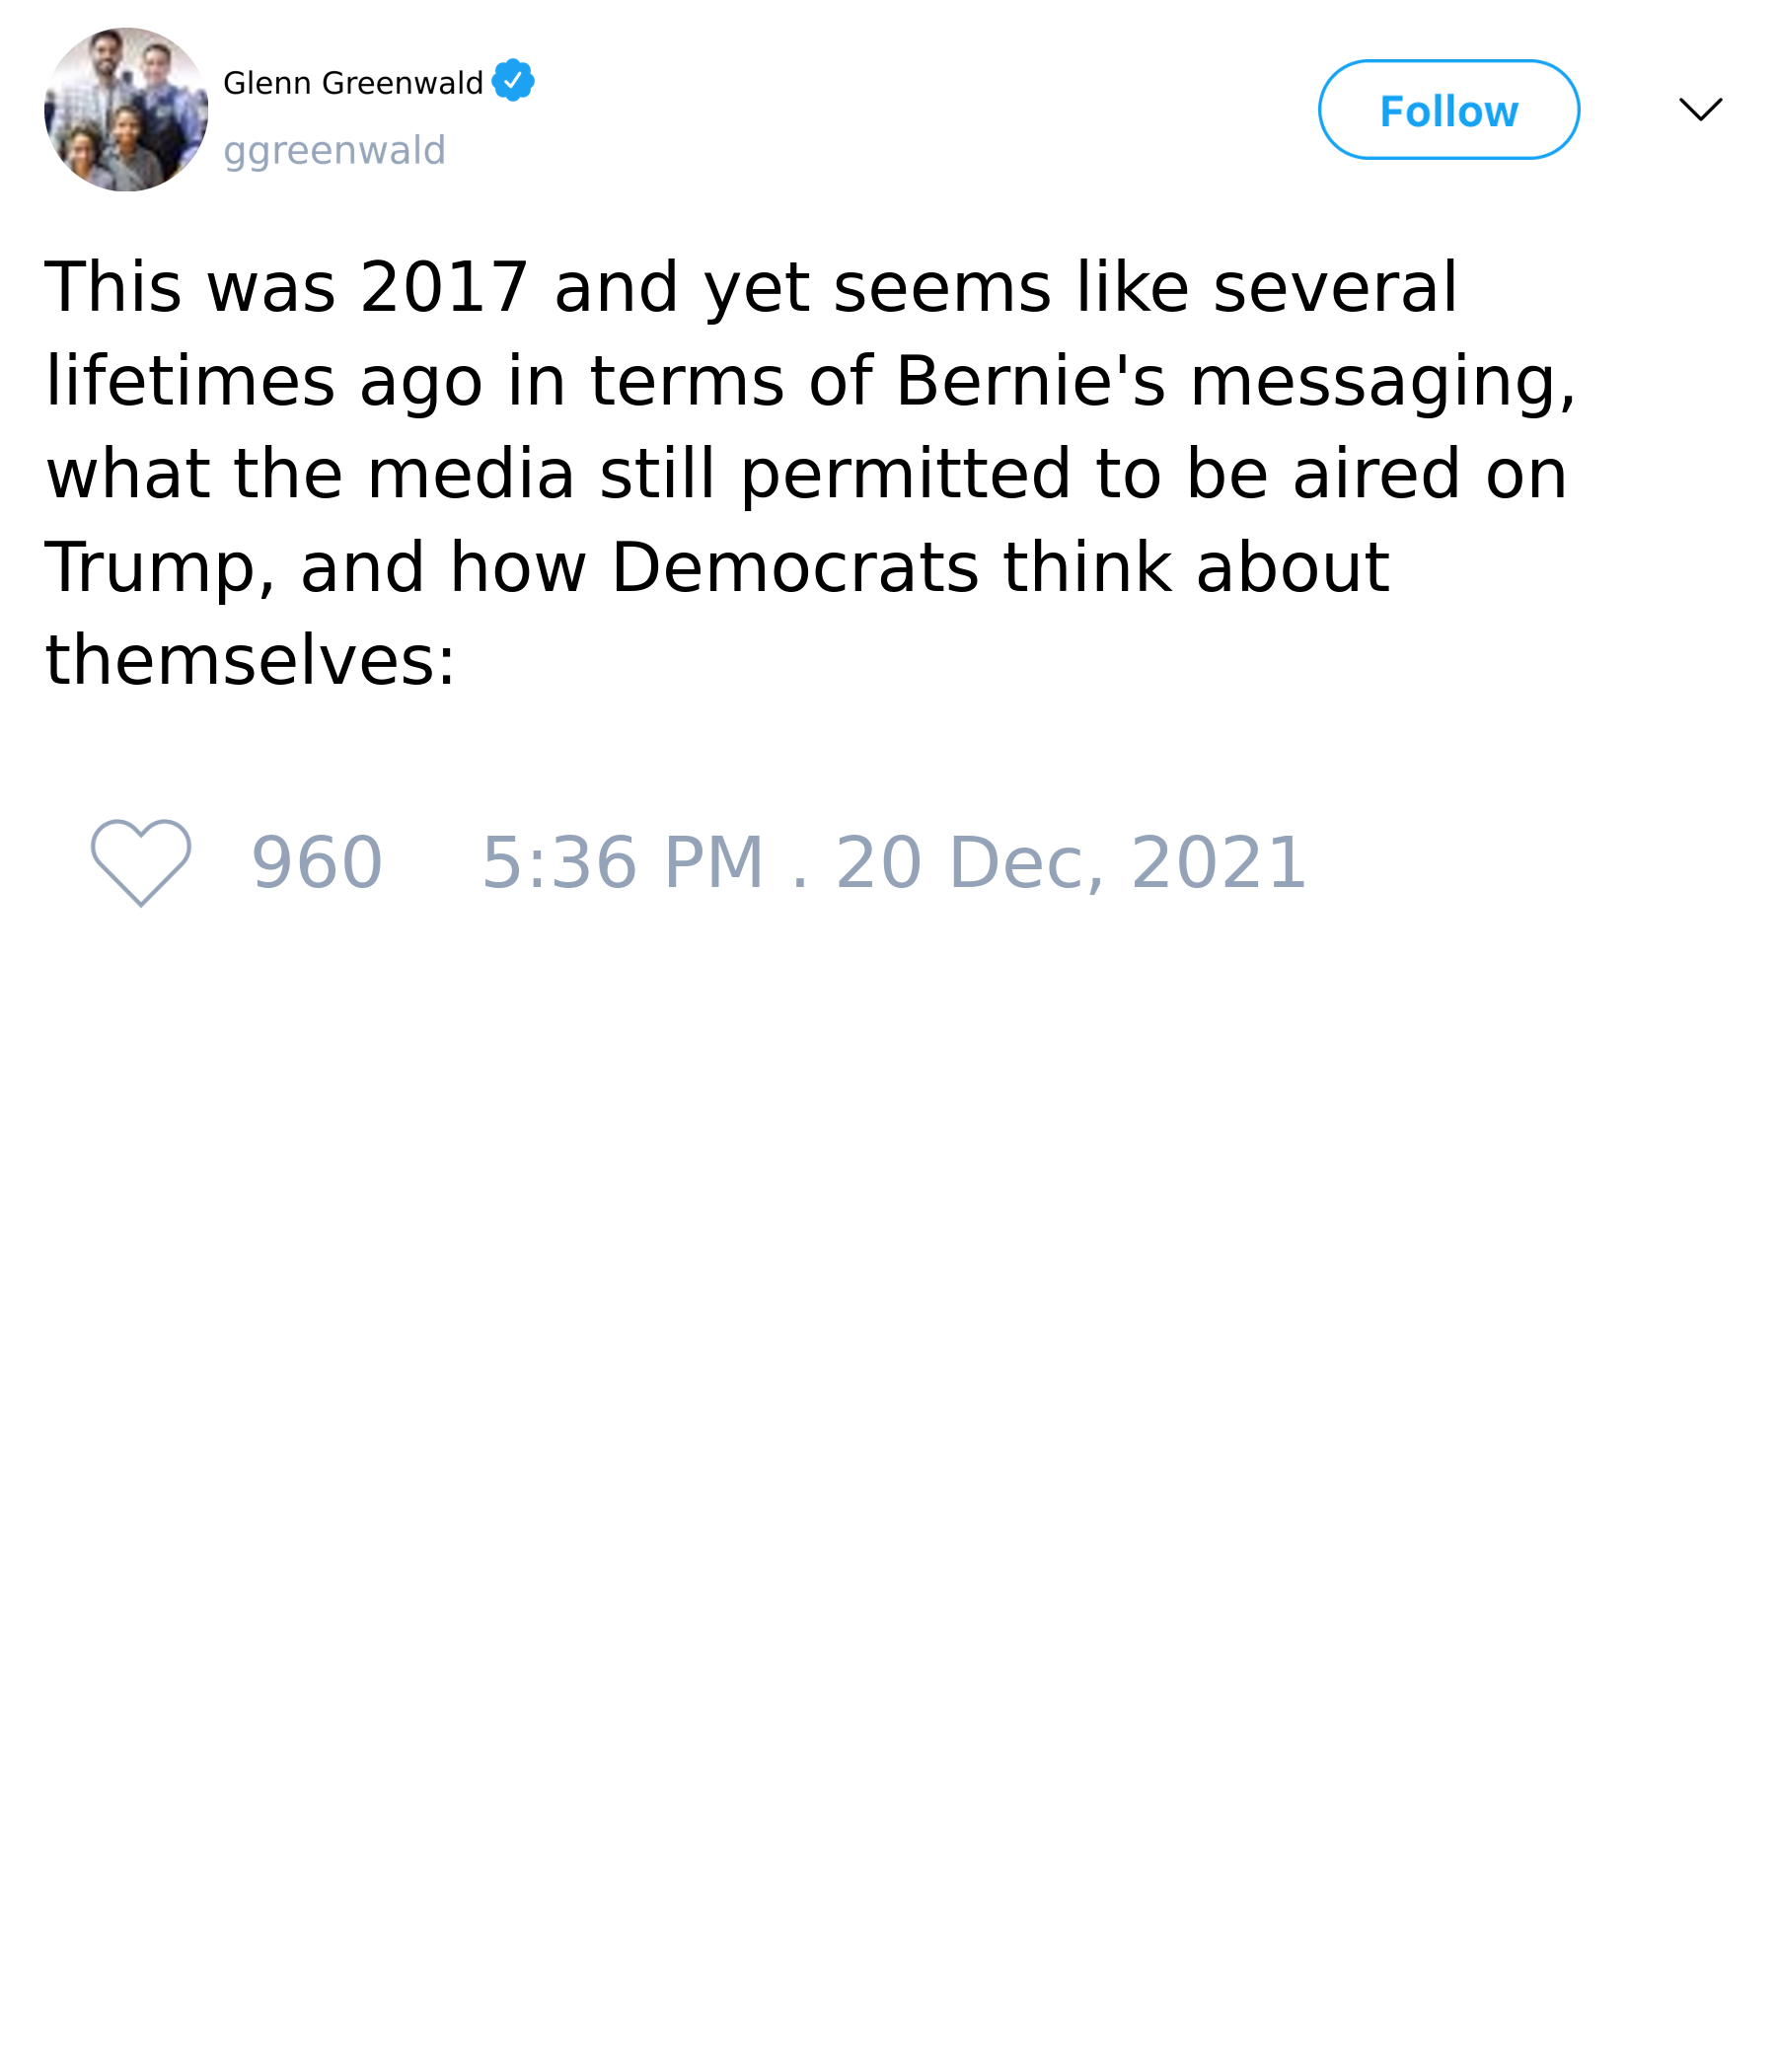 Glenn Greenwald
ggreenwald
Follow
This was 2017 and yet seems like several
lifetimes ago in terms of Bernie's messaging,
what the media still permitted to be aired on
Trump, and how Democrats think about
themselves:
960 5:36 PM . 20 Dec, 2021